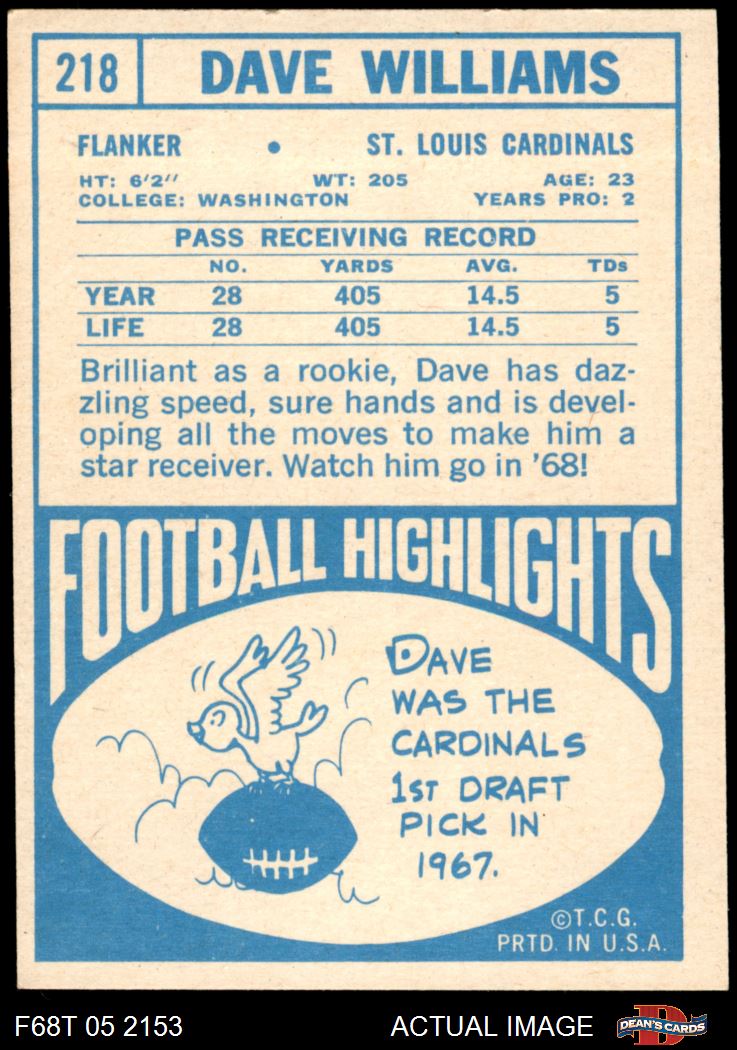 218 DAVE WILLIAMS
FLANKER • ST. LOUIS CARDINALS
HT: 6'2" WT: 205 AGE: 23
COLLEGE: WASHINGTON YEARS PRO: 2
PASS RECEIVING RECORD
NO. YARDS AVG. TDs
YEAR 28 405 14.5 5
LIFE 28 405 14.5 5
Brilliant as a rookie, Dave has daz-
zling speed, sure hands and is devel-
oping all the moves to make him a
star receiver. Watch him go in '68!
FOOTBALL HIGHLIGHTS
DAVE
WAS THE
CARDINALS
1ST DRAFT
PICK IN
1967.
©T.C.G.
PRTD. IN U.S.A.
F68T 05 2153 ACTUAL IMAGE DEAN'S CARDS